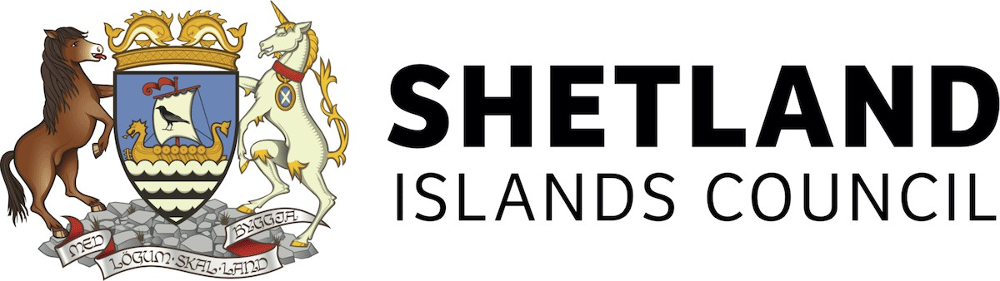 SHETLAND
ISLANDS COUNCIL
MED
LÖGUM·SKAL·LAND
BYGGJA